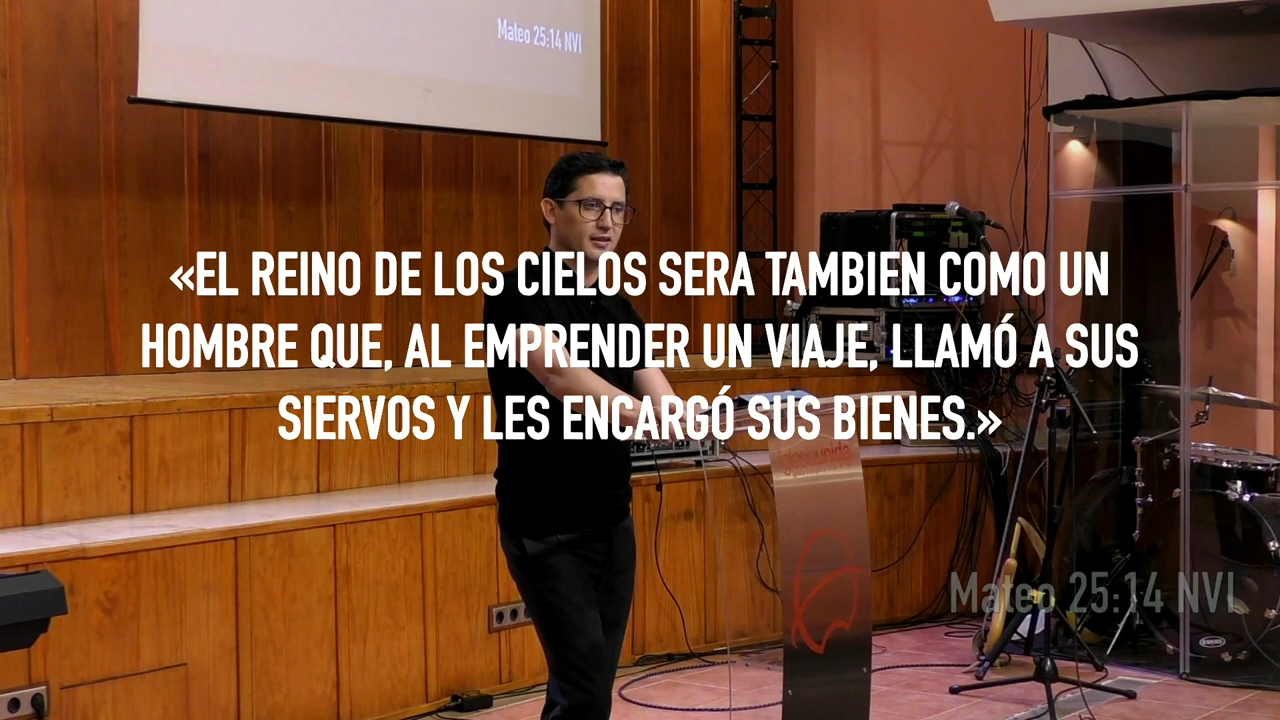 Mateo 25:14 NVI
«EL REINO DE LOS CIELOS SERA TAMBIEN COMO UN
HOMBRE QUE, AL EMPRENDER UN VIAJE, LLAMÓ A SUS
SIERVOS Y LES ENCARGÓ SUS BIENES.»
Mateo 25:14 NVI